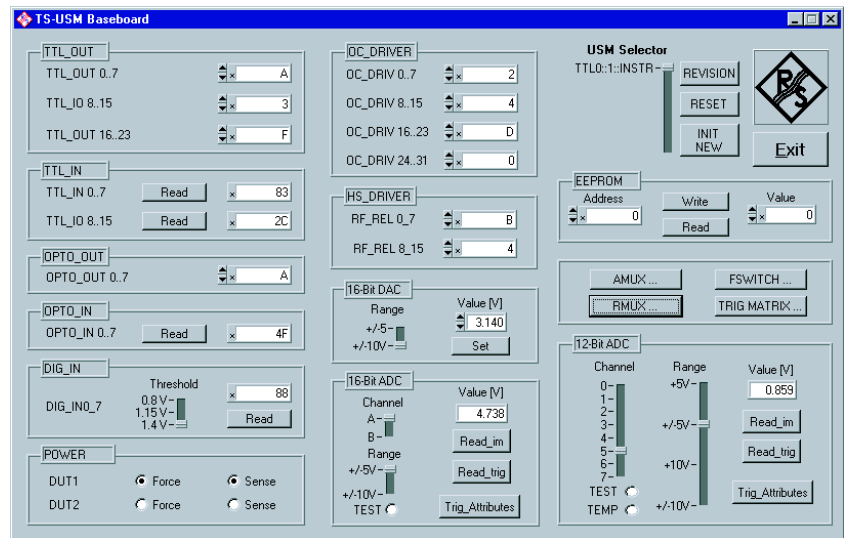 TS-USM Baseboard
TTL_OUT
TTL_OUT 0..7 × A
TTL_IO 8..15 × 3
TTL_OUT 16..23 × F
TTL_IN
TTL_IN 0..7 Read × 83
TTL_IO 8..15 Read × 2C
OPTO_OUT
OPTO_OUT 0..7 × A
OPTO_IN
OPTO_IN 0..7 Read × 4F
DIG_IN
Threshold
DIG_IN0_7
0.8 V
1.15 V
1.4 V
× 88
Read
POWER
DUT1 Force Sense
DUT2 Force Sense
OC_DRIVER
OC_DRIV 0..7 × 2
OC_DRIV 8..15 × 4
OC_DRIV 16..23 × D
OC_DRIV 24..31 × 0
HS_DRIVER
RF_REL 0_7 × B
RF_REL 8_15 × 4
16-Bit DAC
Range
+/-5
+/-10V
Value [V]
3.140
Set
16-Bit ADC
Channel
A
B
Range
+/-5V
+/-10V
TEST
Value [V]
4.738
Read_im
Read_trig
Trig_Attributes
USM Selector
TTL0::1::INSTR
REVISION
RESET
INIT
NEW
R S
Exit
EEPROM
Address
× 0
Write
Read
Value
× 0
AMUX ... FSWITCH ...
RMUX ... TRIG MATRIX ...
12-Bit ADC
Channel
0
1
2
3
4
5
6
7
TEST
TEMP
Range
+5V
+/-5V
+10V
+/-10V
Value [V]
0.859
Read_im
Read_trig
Trig_Attributes